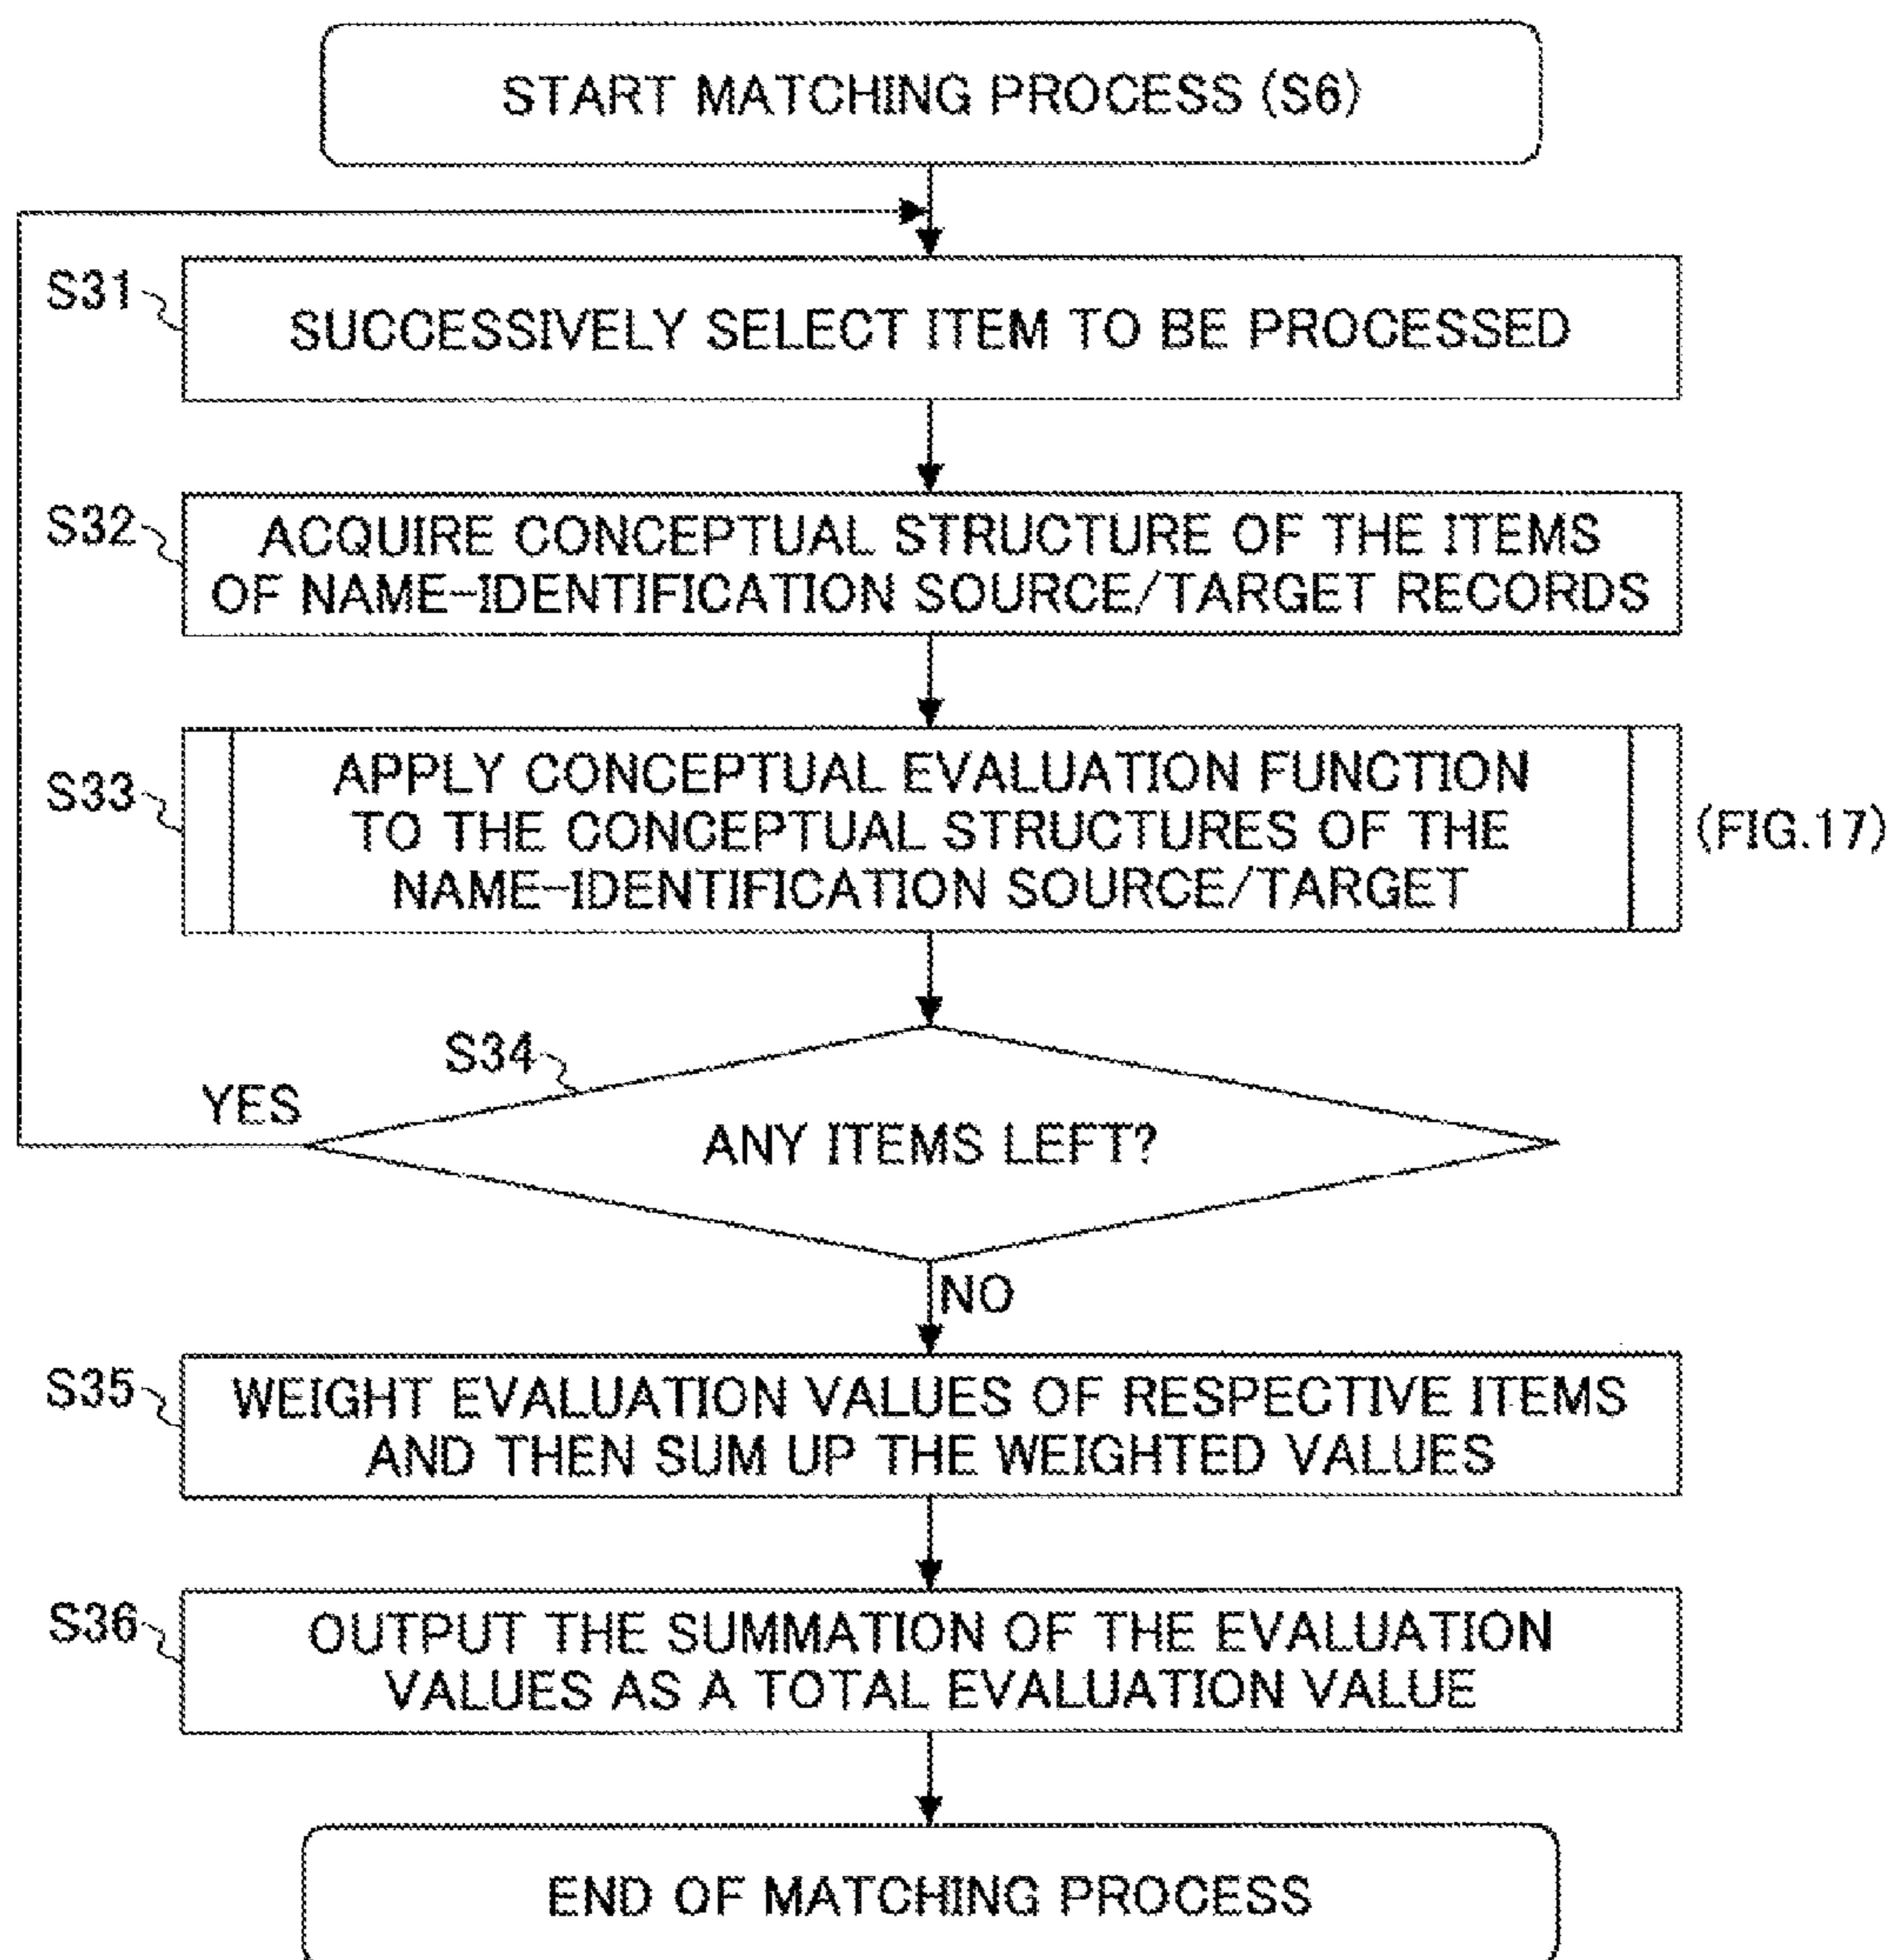 START MATCHING PROCESS (S6)
S31
SUCCESSIVELY SELECT ITEM TO BE PROCESSED
S32
ACQUIRE CONCEPTUAL STRUCTURE OF THE ITEMS
OF NAME-IDENTIFICATION SOURCE/TARGET RECORDS
S33
APPLY CONCEPTUAL EVALUATION FUNCTION
TO THE CONCEPTUAL STRUCTURES OF THE
NAME-IDENTIFICATION SOURCE/TARGET
(FIG.17)
S34
YES
ANY ITEMS LEFT?
NO
S35
WEIGHT EVALUATION VALUES OF RESPECTIVE ITEMS
AND THEN SUM UP THE WEIGHTED VALUES
S36
OUTPUT THE SUMMATION OF THE EVALUATION
VALUES AS A TOTAL EVALUATION VALUE
END OF MATCHING PROCESS